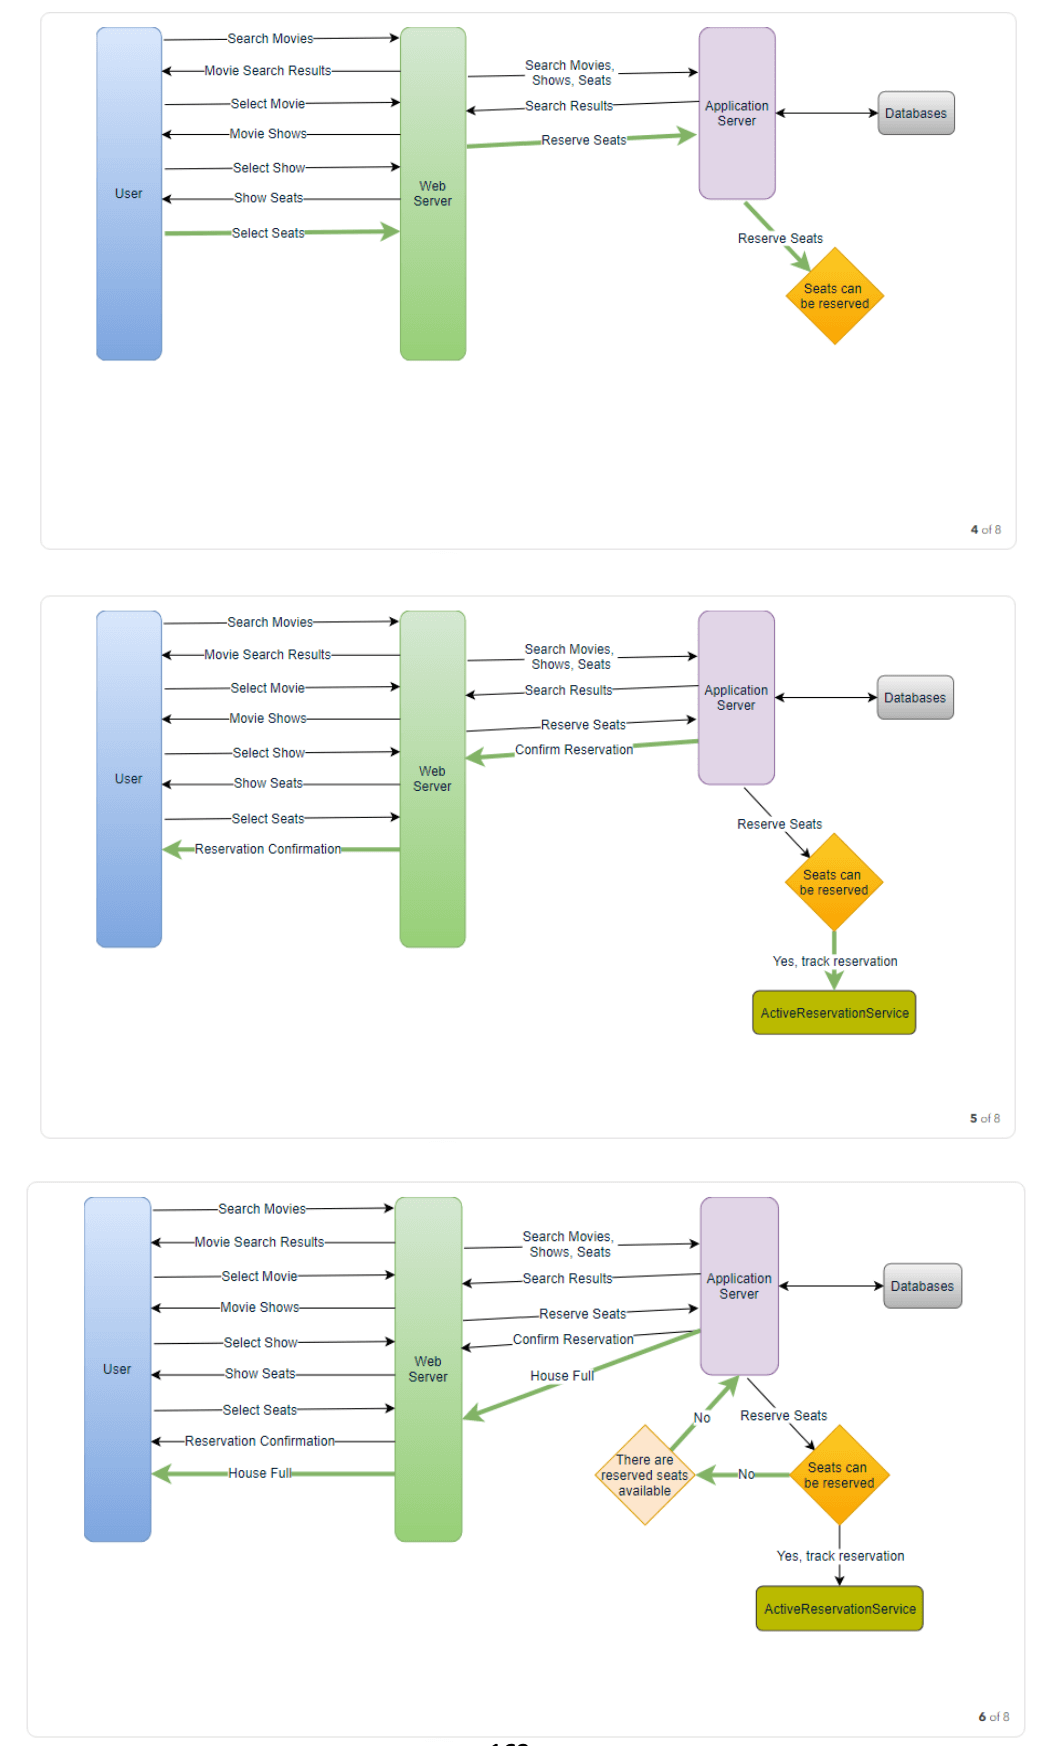 Search Movies
Movie Search Results
Select Movie
Movie Shows
Select Show
Show Seats
Select Seats
User
Web
Server
Search Movies,
Shows, Seats
Search Results
Reserve Seats
Application
Server
Databases
Reserve Seats
Seats can
be reserved
4 of 8
Search Movies
Movie Search Results
Select Movie
Movie Shows
Select Show
Show Seats
Select Seats
Reservation Confirmation
User
Web
Server
Search Movies,
Shows, Seats
Search Results
Reserve Seats
Confirm Reservation
Application
Server
Databases
Reserve Seats
Seats can
be reserved
Yes, track reservation
ActiveReservationService
5 of 8
Search Movies
Movie Search Results
Select Movie
Movie Shows
Select Show
Show Seats
Select Seats
Reservation Confirmation
House Full
User
Web
Server
Search Movies,
Shows, Seats
Search Results
Reserve Seats
Confirm Reservation
House Full
Application
Server
Databases
No
Reserve Seats
There are
reserved seats
available
No
Seats can
be reserved
Yes, track reservation
ActiveReservationService
6 of 8